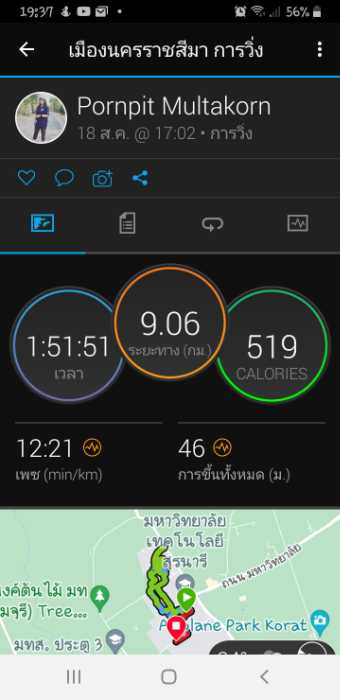 19:37
56%
เมืองนครราชสีมา การวิ่ง
Pornpit Multakorn
18 ส.ค. @ 17:02 • การวิ่ง
1:51:51
เวลา
9.06
ระยะทาง (กม.)
519
CALORIES
12:21
เพซ (min/km)
46
การขึ้นทั้งหมด (ม.)
มหาวิทยาลัย
เทคโนโลยี
สุรนารี
ถนน มหาวิทยาลัย
งค์ต้นไม้ มท
มจุรี) Tree...
lane Park Korat
มทส. ประตู 3